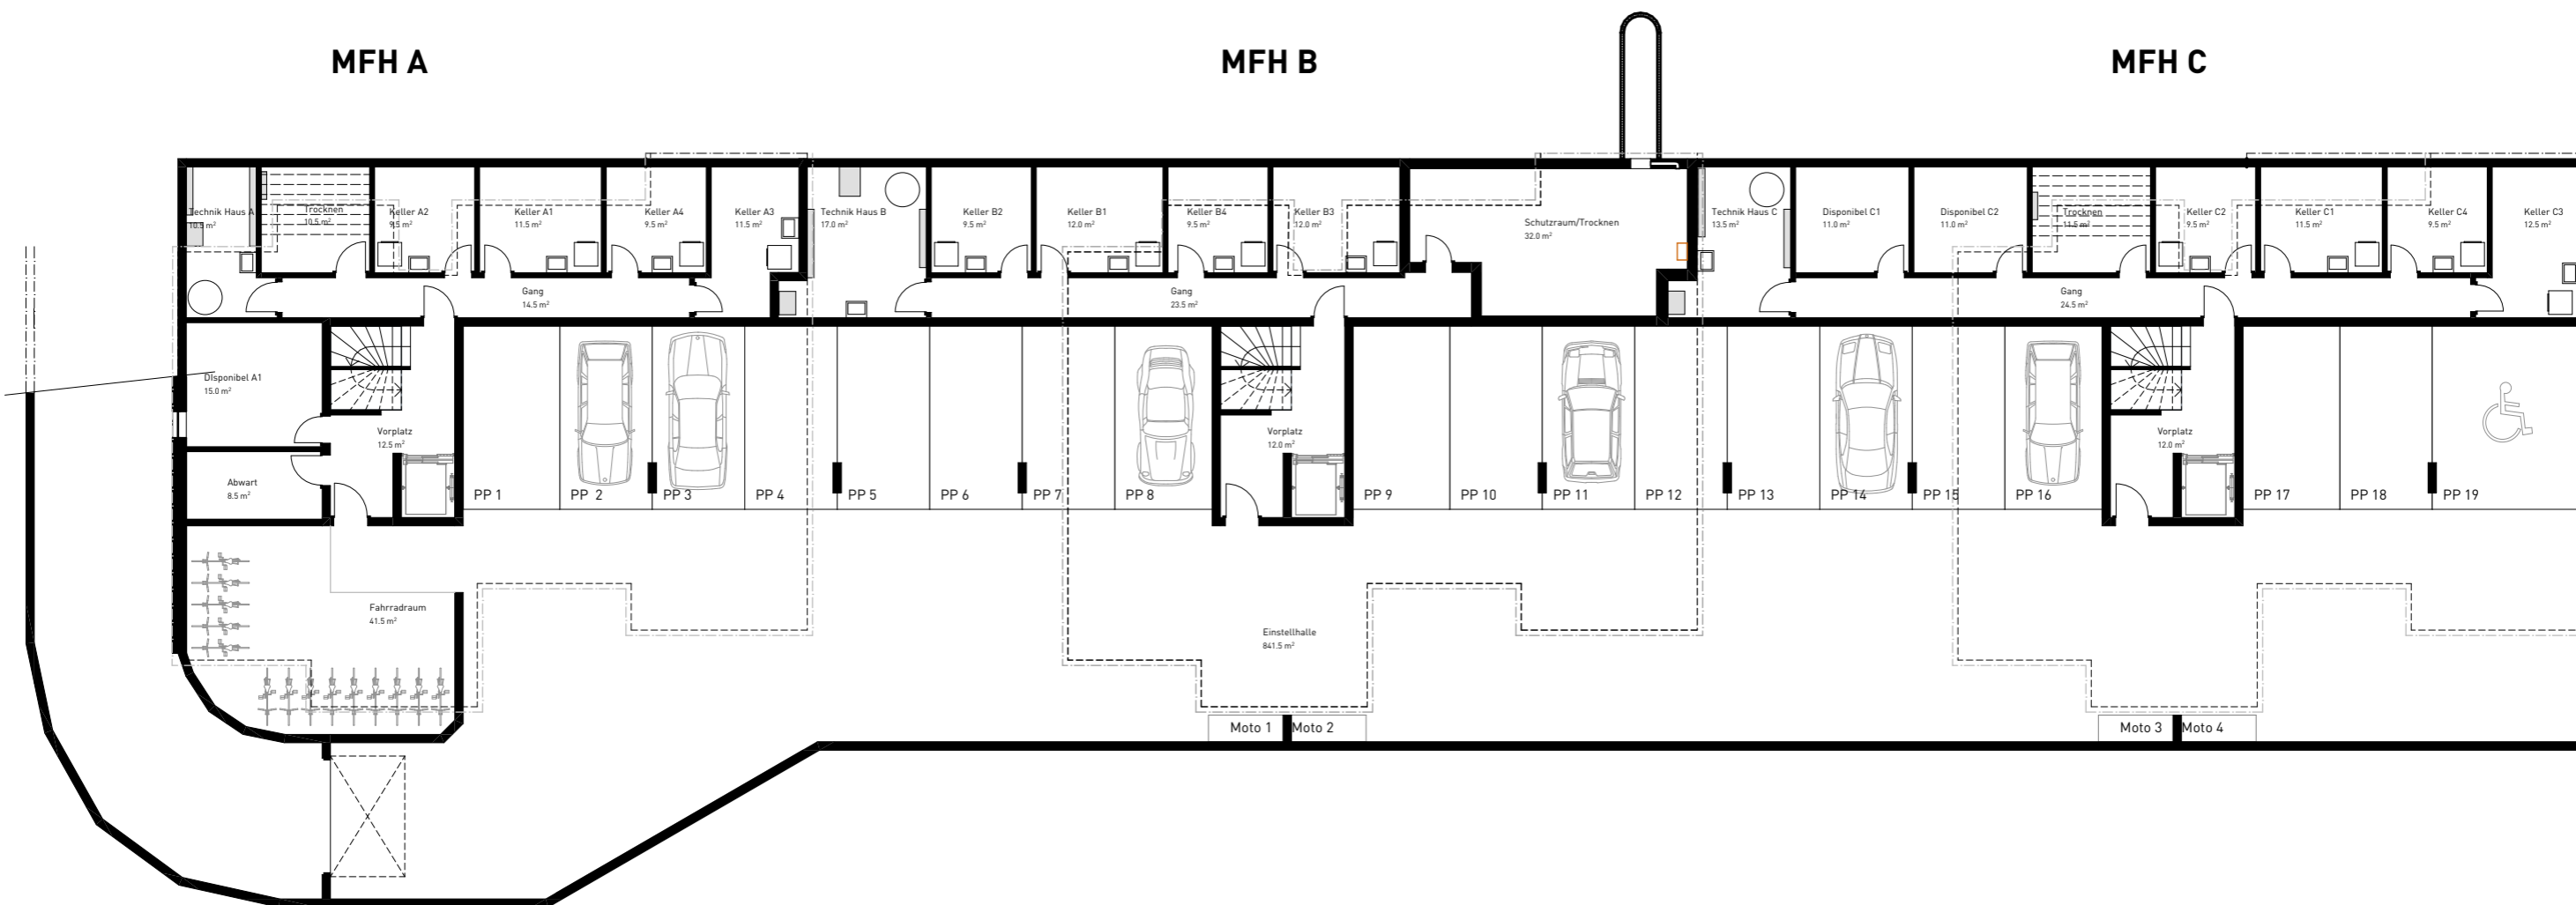 MFH A
MFH B
MFH C
Technik Haus A
10.5 m²
Trocknen
10.5 m²
Keller A2
9.5 m²
Keller A1
11.5 m²
Keller A4
9.5 m²
Keller A3
11.5 m²
Technik Haus B
17.0 m²
Keller B2
9.5 m²
Keller B1
12.0 m²
Keller B4
9.5 m²
Keller B3
12.0 m²
Schutzraum/Trocknen
32.0 m²
Technik Haus C
13.5 m²
Disponibel C1
11.0 m²
Disponibel C2
11.0 m²
Trocknen
11.5 m²
Keller C2
9.5 m²
Keller C1
11.5 m²
Keller C4
9.5 m²
Keller C3
12.5 m²
Gang
14.5 m²
Gang
23.5 m²
Gang
24.5 m²
DIsponibel A1
15.0 m²
Vorplatz
12.5 m²
Vorplatz
12.0 m²
Vorplatz
12.0 m²
Abwart
8.5 m²
PP 1
PP 2
PP 3
PP 4
PP 5
PP 6
PP 7
PP 8
PP 9
PP 10
PP 11
PP 12
PP 13
PP 14
PP 15
PP 16
PP 17
PP 18
PP 19
Fahrradraum
41.5 m²
Einstellhalle
841.5 m²
Moto 1
Moto 2
Moto 3
Moto 4